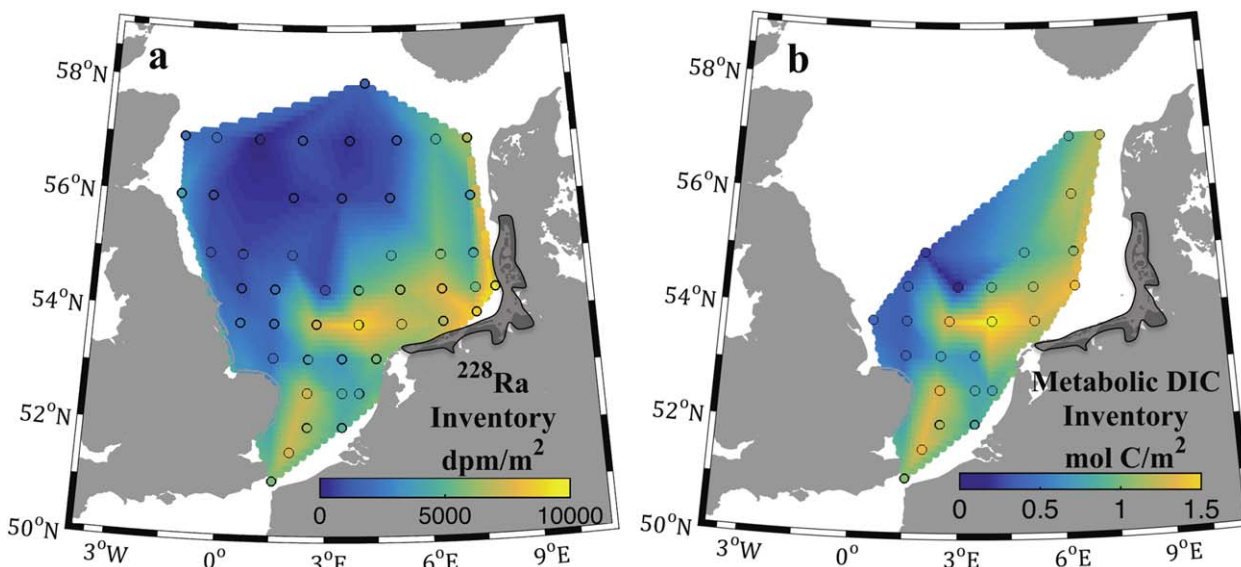 a
58°N
56°N
54°N
52°N
50°N
3°W
0°
3°E
6°E
9°E
²²⁸Ra
Inventory
dpm/m²
0 5000 10000
b
58°N
56°N
54°N
52°N
50°N
3°W
0°
3°E
6°E
9°E
Metabolic DIC
Inventory
mol C/m²
0 0.5 1 1.5